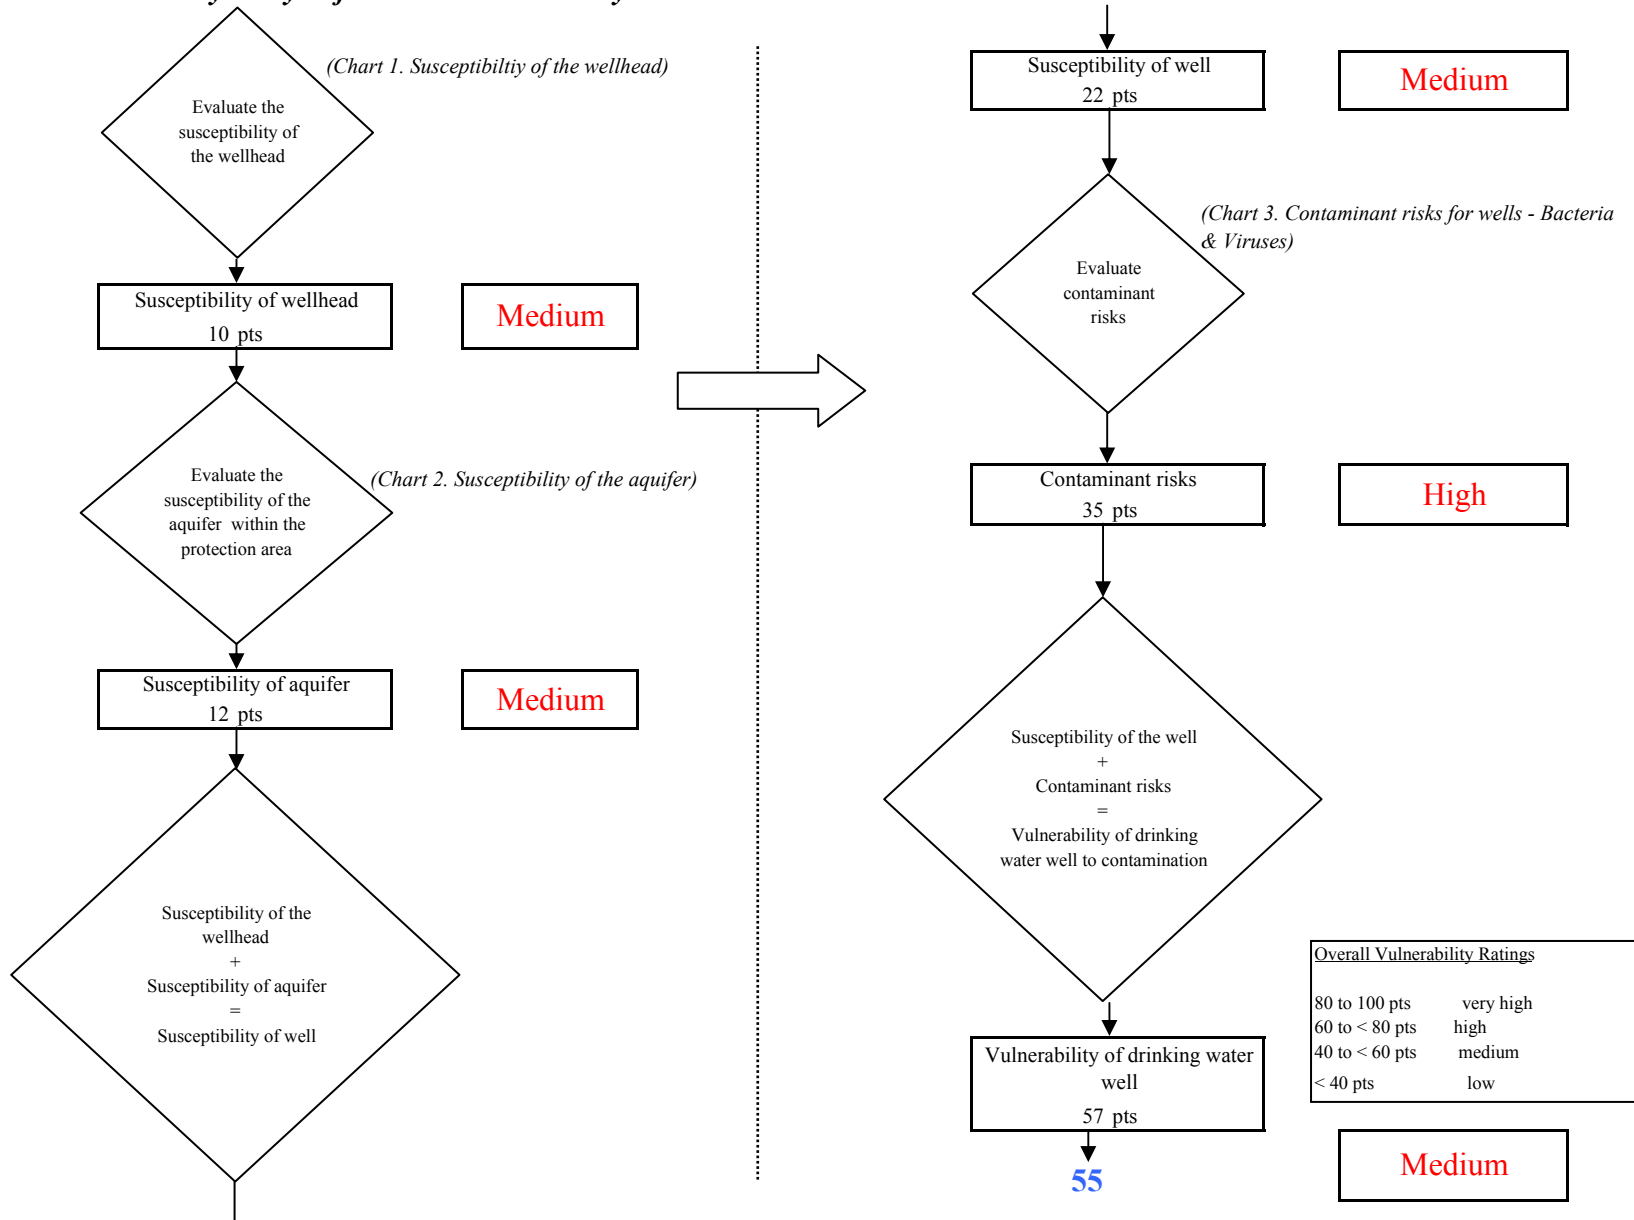 (Chart 1. Susceptibiltiy of the wellhead)
Evaluate the
susceptibility of
the wellhead
Susceptibility of wellhead
10 pts
Medium
Evaluate the
susceptibility of the
aquifer within the
protection area
(Chart 2. Susceptibility of the aquifer)
Susceptibility of aquifer
12 pts
Medium
Susceptibility of the
wellhead
+
Susceptibility of aquifer
=
Susceptibility of well
Susceptibility of well
22 pts
Medium
(Chart 3. Contaminant risks for wells - Bacteria
& Viruses)
Evaluate
contaminant
risks
Contaminant risks
35 pts
High
Susceptibility of the well
+
Contaminant risks
=
Vulnerability of drinking
water well to contamination
Overall Vulnerability Ratings
80 to 100 pts very high
60 to < 80 pts high
40 to < 60 pts medium
< 40 pts low
Vulnerability of drinking water
well
57 pts
55
Medium